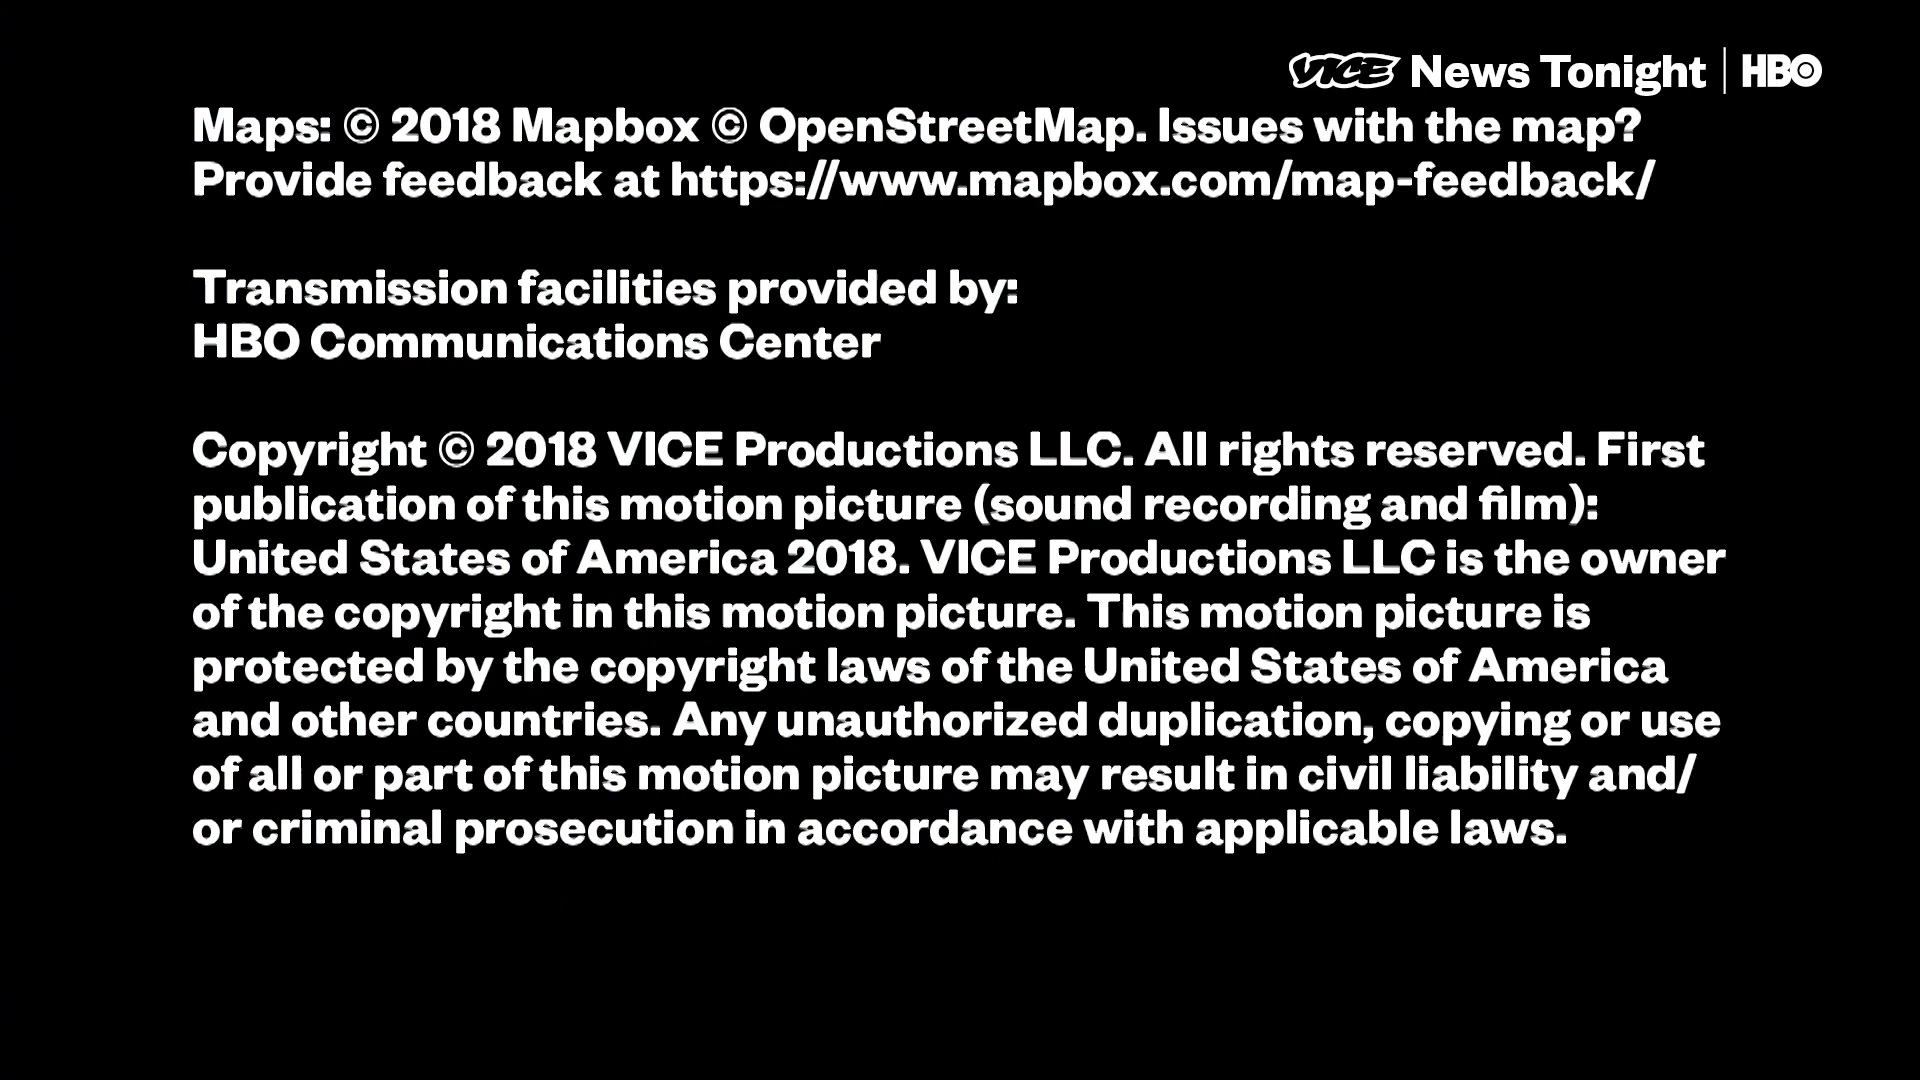 VICE News Tonight | HBO
Maps: © 2018 Mapbox © OpenStreetMap. Issues with the map?
Provide feedback at https://www.mapbox.com/map-feedback/
Transmission facilities provided by:
HBO Communications Center
Copyright © 2018 VICE Productions LLC. All rights reserved. First
publication of this motion picture (sound recording and film):
United States of America 2018. VICE Productions LLC is the owner
of the copyright in this motion picture. This motion picture is
protected by the copyright laws of the United States of America
and other countries. Any unauthorized duplication, copying or use
of all or part of this motion picture may result in civil liability and/
or criminal prosecution in accordance with applicable laws.